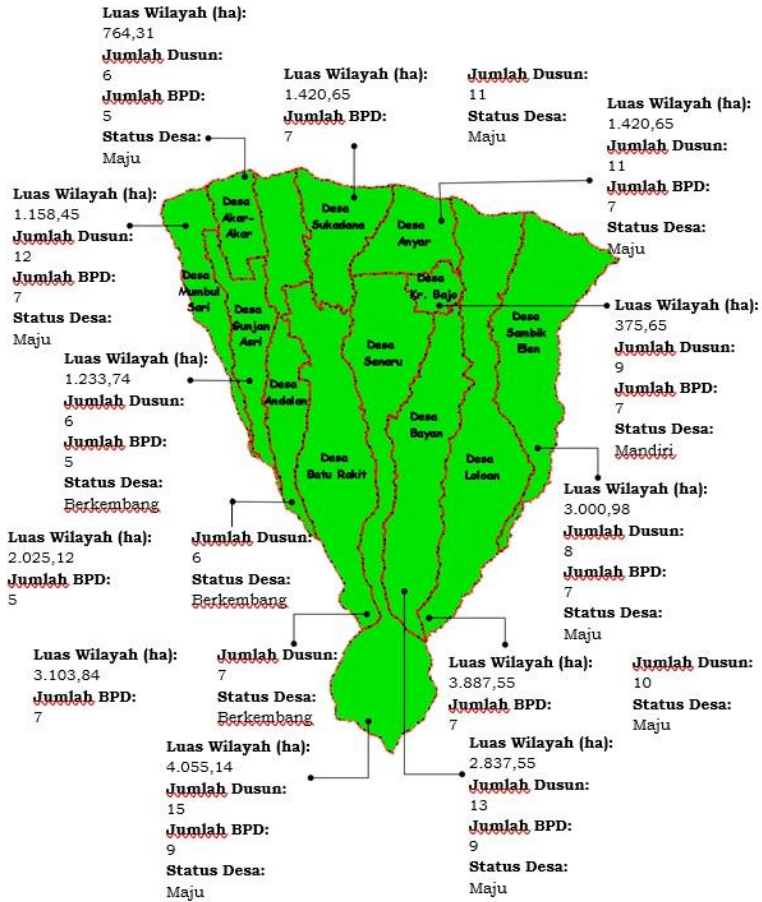 Luas Wilayah (ha):
764,31
Jumlah Dusun:
6
Jumlah BPD:
5
Status Desa:
Maju
Luas Wilayah (ha):
1.420,65
Jumlah BPD:
7
Jumlah Dusun:
11
Status Desa:
Maju
Luas Wilayah (ha):
1.420,65
Jumlah Dusun:
11
Jumlah BPD:
7
Status Desa:
Maju
Luas Wilayah (ha):
1.158,45
Jumlah Dusun:
12
Jumlah BPD:
7
Status Desa:
Maju
Desa
Akar-
Akar
Desa
Sukadana
Desa
Anyar
Desa
Mumbul
Sari
Desa
Gunjan
Asri
Desa
Kr. Bajo
Desa
Sambik
Elen
Desa
Senaru
Desa
Andalan
Desa
Bayan
Desa
Batu Rakit
Desa
Loloan
Luas Wilayah (ha):
375,65
Jumlah Dusun:
9
Jumlah BPD:
7
Status Desa:
Mandiri
Luas Wilayah (ha):
1.233,74
Jumlah Dusun:
6
Jumlah BPD:
5
Status Desa:
Berkembang
Luas Wilayah (ha):
3.000,98
Jumlah Dusun:
8
Jumlah BPD:
7
Status Desa:
Maju
Luas Wilayah (ha):
2.025,12
Jumlah BPD:
5
Jumlah Dusun:
6
Status Desa:
Berkembang
Luas Wilayah (ha):
3.103,84
Jumlah BPD:
7
Jumlah Dusun:
7
Status Desa:
Berkembang
Luas Wilayah (ha):
3.887,55
Jumlah BPD:
7
Jumlah Dusun:
10
Status Desa:
Maju
Luas Wilayah (ha):
4.055,14
Jumlah Dusun:
15
Jumlah BPD:
9
Status Desa:
Maju
Luas Wilayah (ha):
2.837,55
Jumlah Dusun:
13
Jumlah BPD:
9
Status Desa:
Maju